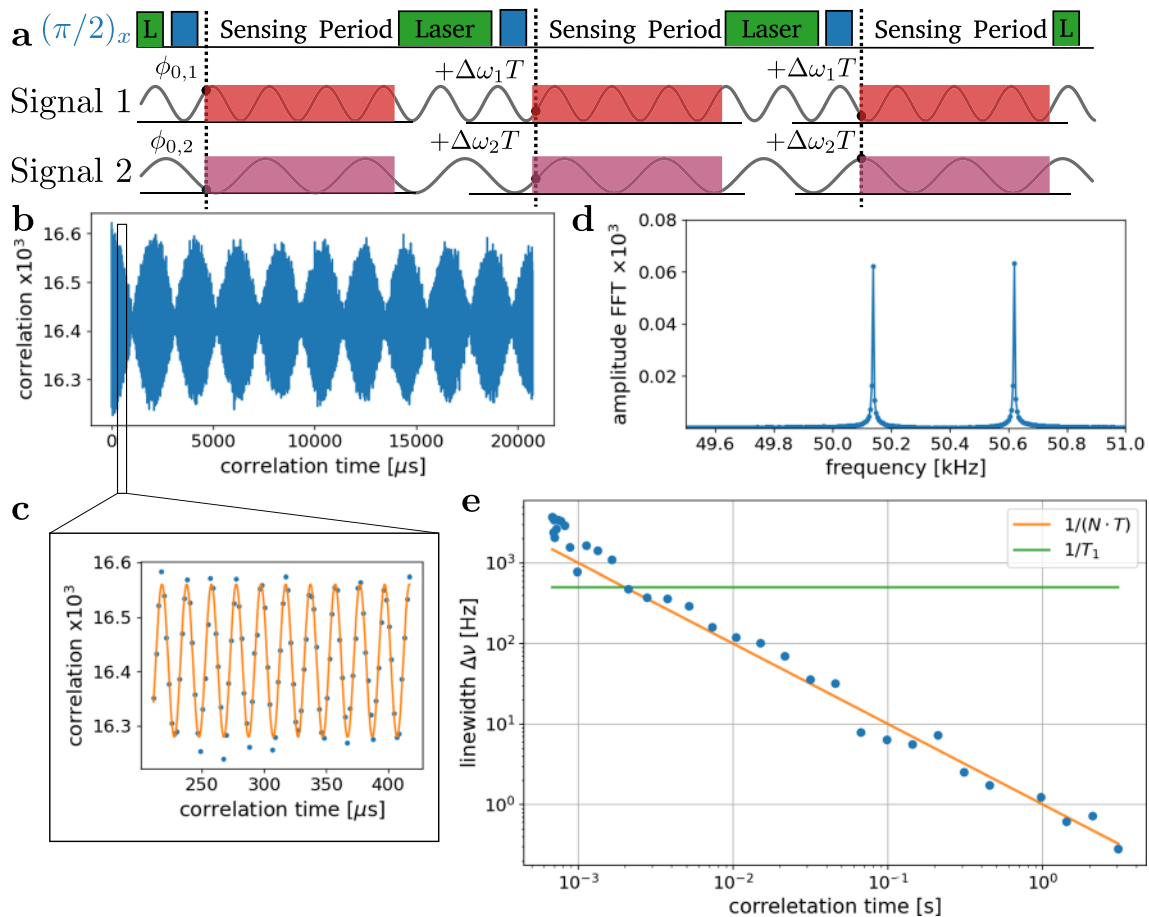 a (π/2)ₓ L Sensing Period Laser Sensing Period Laser Sensing Period L
ϕ₀,₁ +Δω₁T +Δω₁T
Signal 1
ϕ₀,₂ +Δω₂T +Δω₂T
Signal 2
b
correlation x10³
16.6
16.5
16.4
16.3
0 5000 10000 15000 20000
correlation time [μs]
d
amplitude FFT ×10³
0.08
0.06
0.04
0.02
49.6 49.8 50.0 50.2 50.4 50.6 50.8 51.0
frequency [kHz]
c
correlation x10³
16.6
16.5
16.4
16.3
250 300 350 400
correlation time [μs]
e
1/(N · T)
1/T₁
linewidth Δν [Hz]
10³
10²
10¹
10⁰
10⁻³ 10⁻² 10⁻¹ 10⁰
correletation time [s]